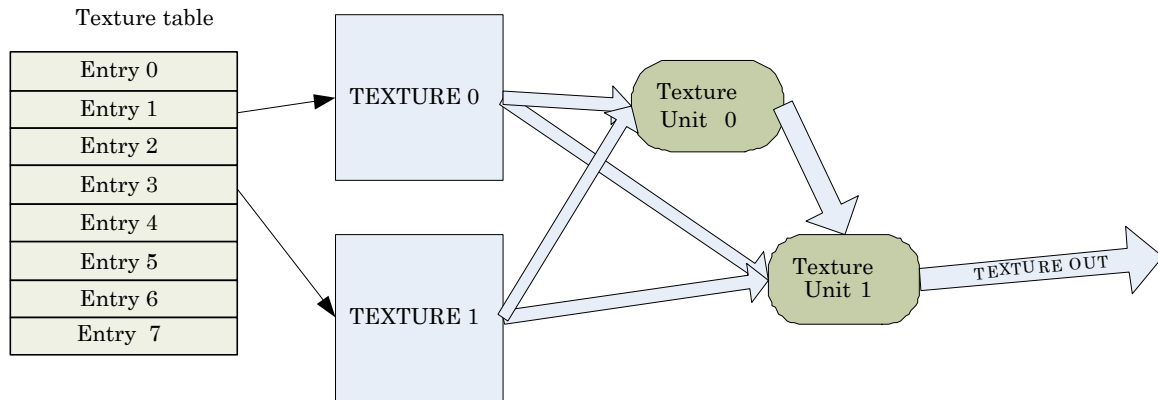 Texture table
Entry 0
Entry 1
Entry 2
Entry 3
Entry 4
Entry 5
Entry 6
Entry 7
TEXTURE 0
TEXTURE 1
Texture
Unit 0
Texture
Unit 1
TEXTURE OUT